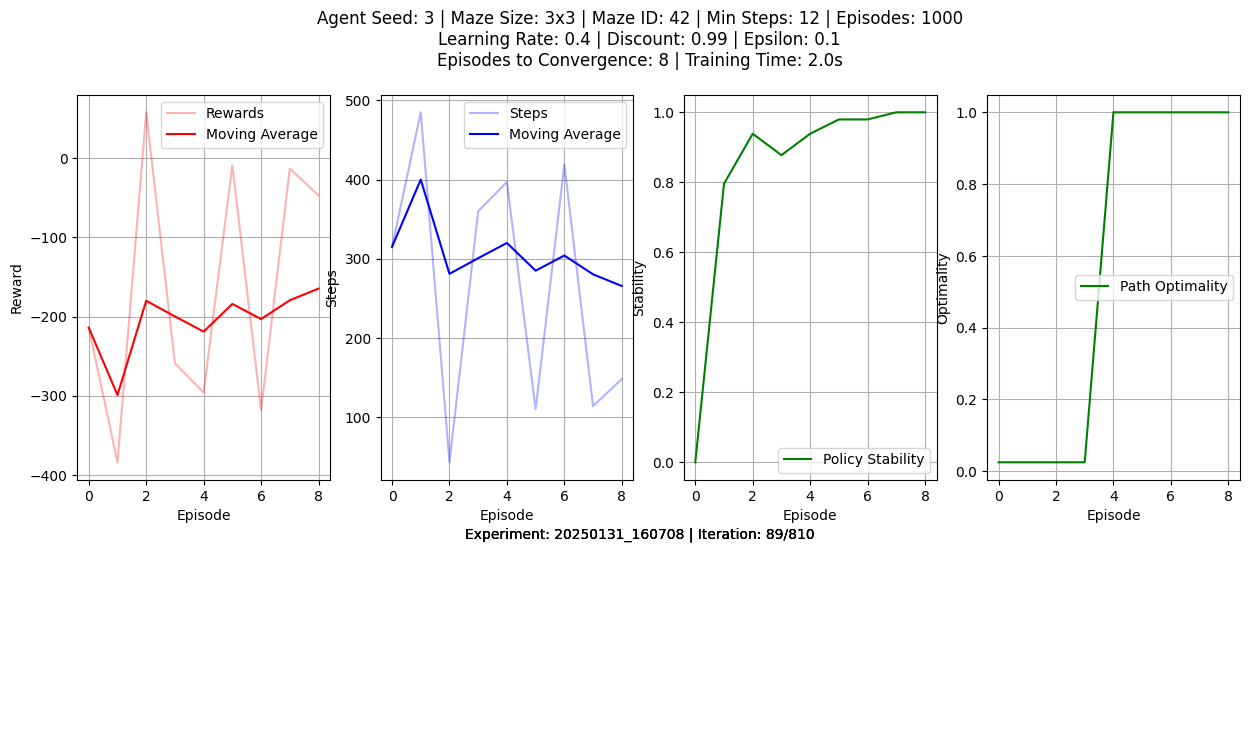 Agent Seed: 3 | Maze Size: 3x3 | Maze ID: 42 | Min Steps: 12 | Episodes: 1000
Learning Rate: 0.4 | Discount: 0.99 | Epsilon: 0.1
Episodes to Convergence: 8 | Training Time: 2.0s
Reward
0
−100
−200
−300
−400
Rewards
Moving Average
0 2 4 6 8
Episode
Steps
500
400
300
200
100
Steps
Moving Average
0 2 4 6 8
Episode
Stability
1.0
0.8
0.6
0.4
0.2
0.0
Policy Stability
0 2 4 6 8
Episode
Optimality
1.0
0.8
0.6
0.4
0.2
0.0
Path Optimality
0 2 4 6 8
Episode
Experiment: 20250131_160708 | Iteration: 89/810